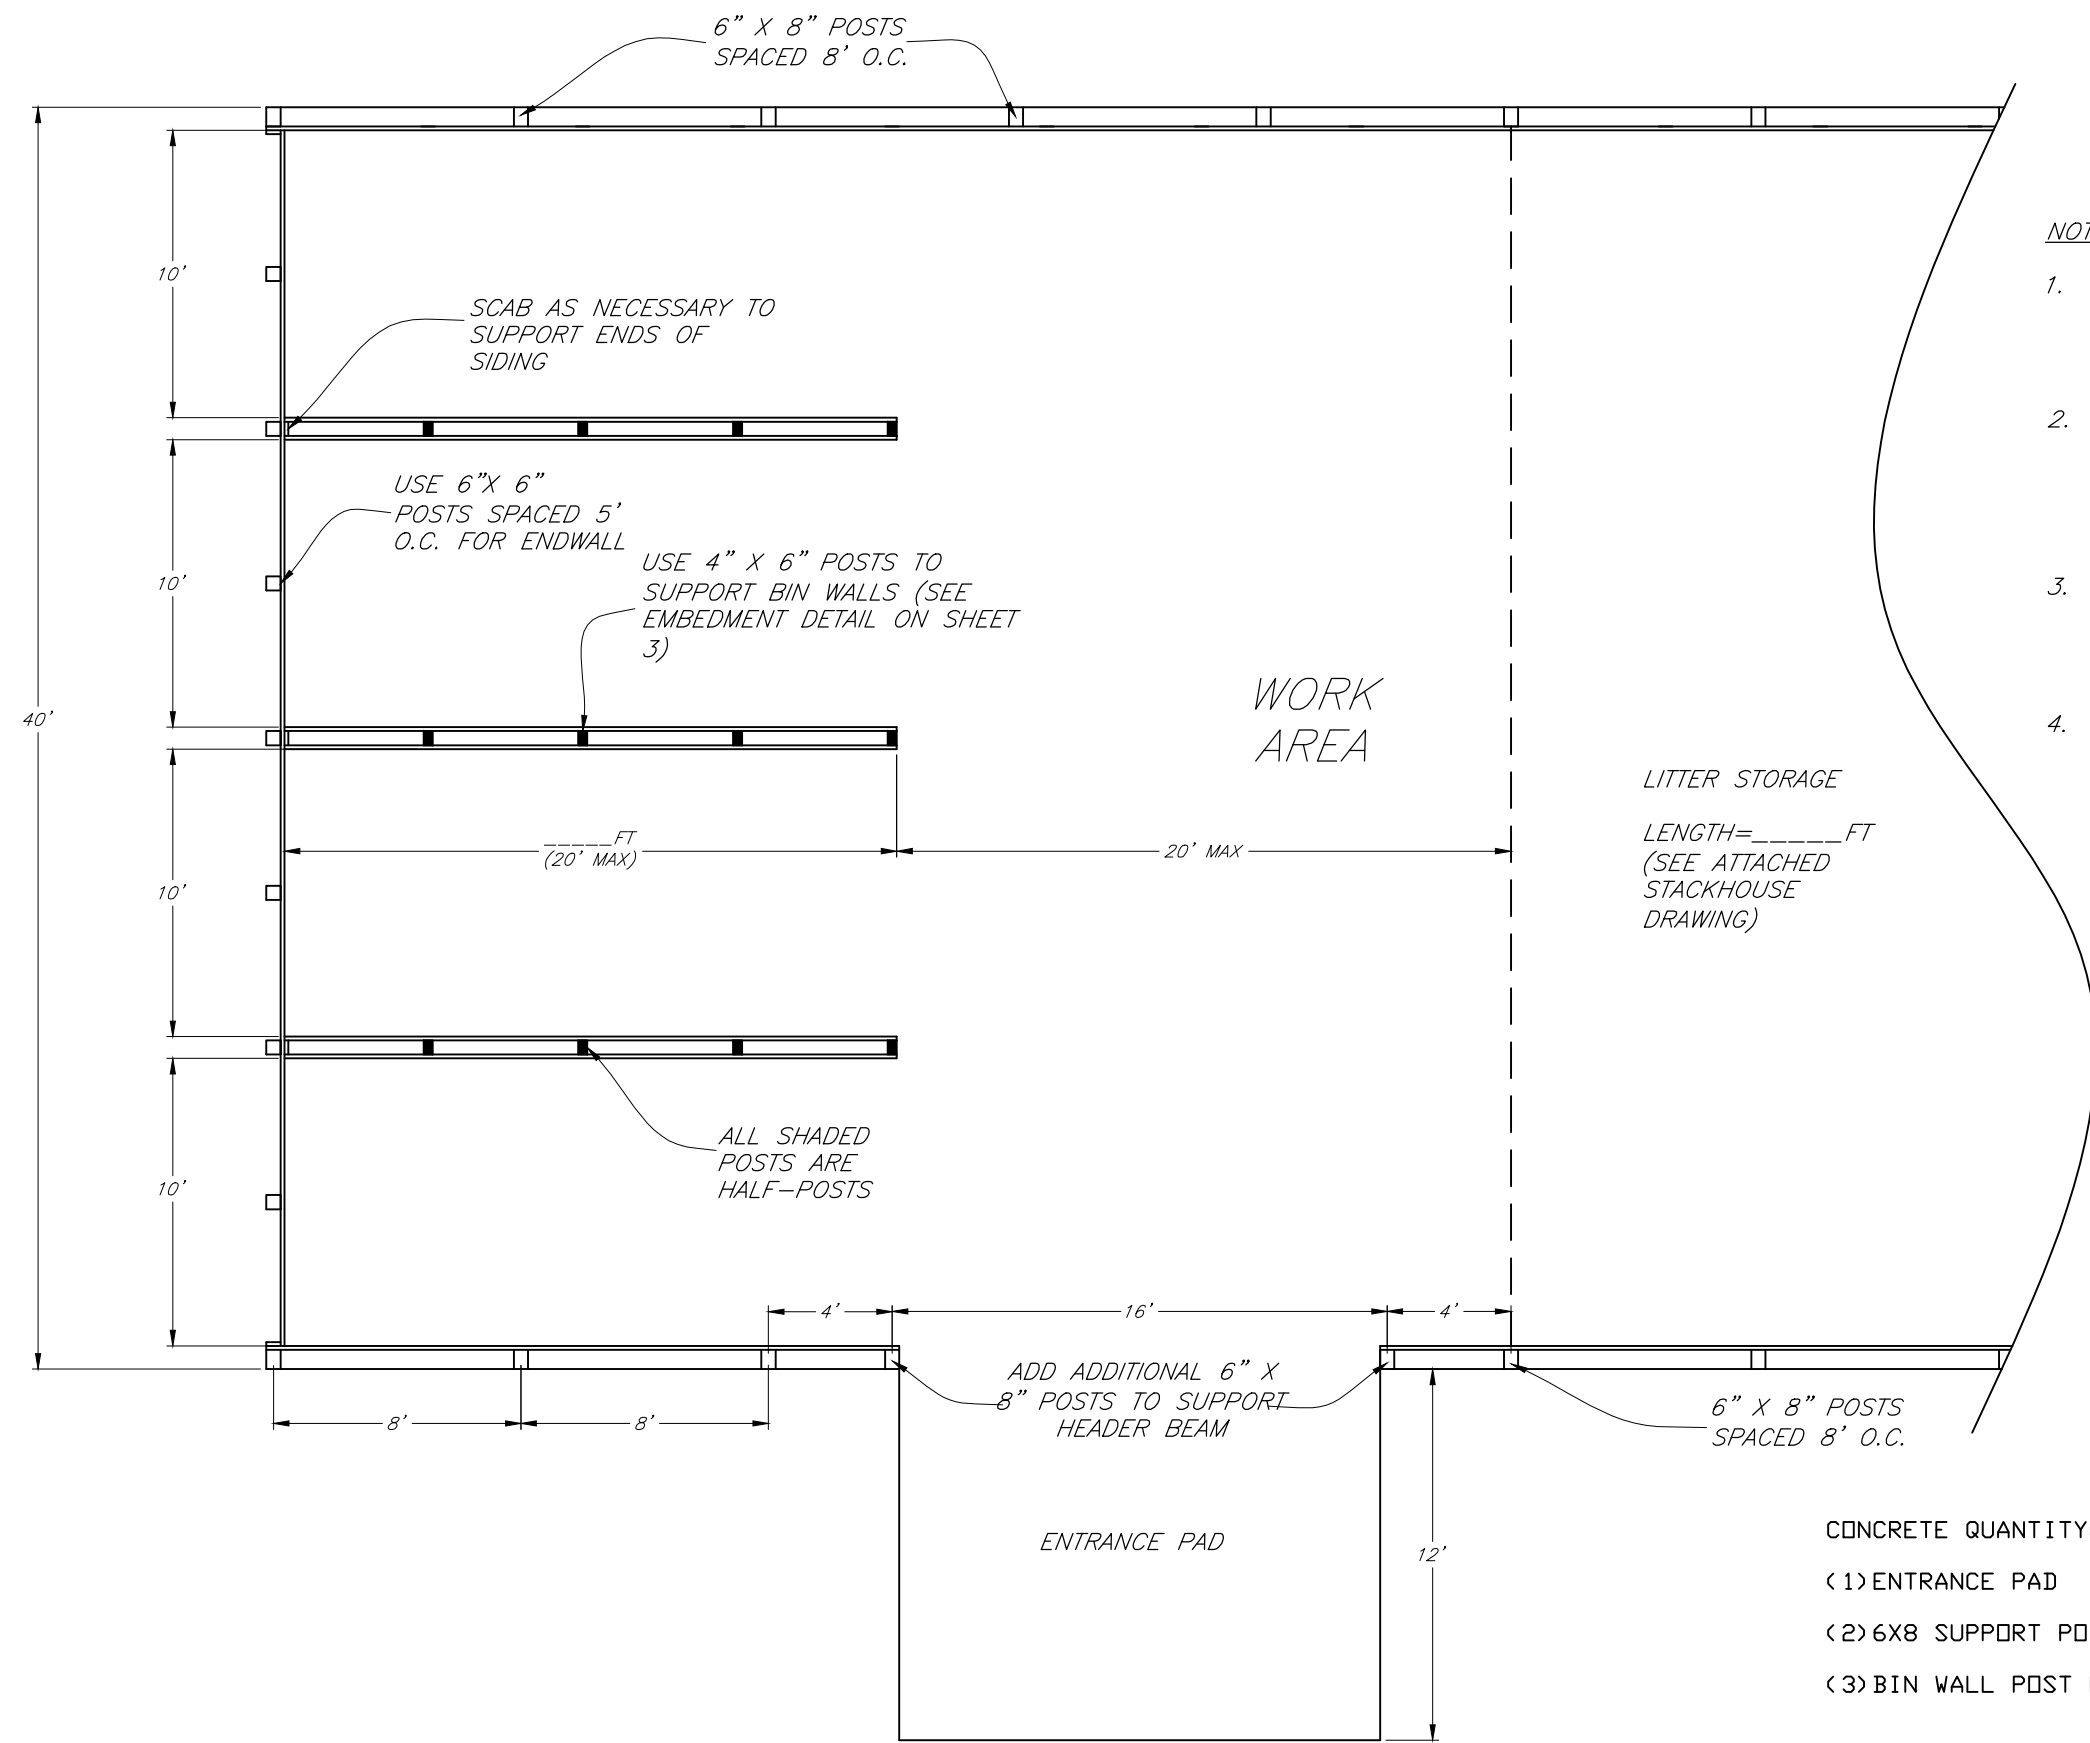 6” X 8” POSTS
SPACED 8’ O.C.
NOT
1.
10’
SCAB AS NECESSARY TO
SUPPORT ENDS OF
SIDING
2.
USE 6”X 6”
POSTS SPACED 5’
O.C. FOR ENDWALL
USE 4” X 6” POSTS TO
SUPPORT BIN WALLS (SEE
EMBEDMENT DETAIL ON SHEET
3)
10’
3.
40’
WORK
AREA
4.
LITTER STORAGE
LENGTH=_____FT
(SEE ATTACHED
STACKHOUSE
DRAWING)
_____FT
(20’ MAX)
20’ MAX
10’
ALL SHADED
POSTS ARE
HALF-POSTS
10’
4’
16’
4’
ADD ADDITIONAL 6” X
8” POSTS TO SUPPORT
HEADER BEAM
8’
8’
6” X 8” POSTS
SPACED 8’ O.C.
ENTRANCE PAD
12’
CONCRETE QUANTITY
(1)ENTRANCE PAD
(2)6X8 SUPPORT PO
(3)BIN WALL POST